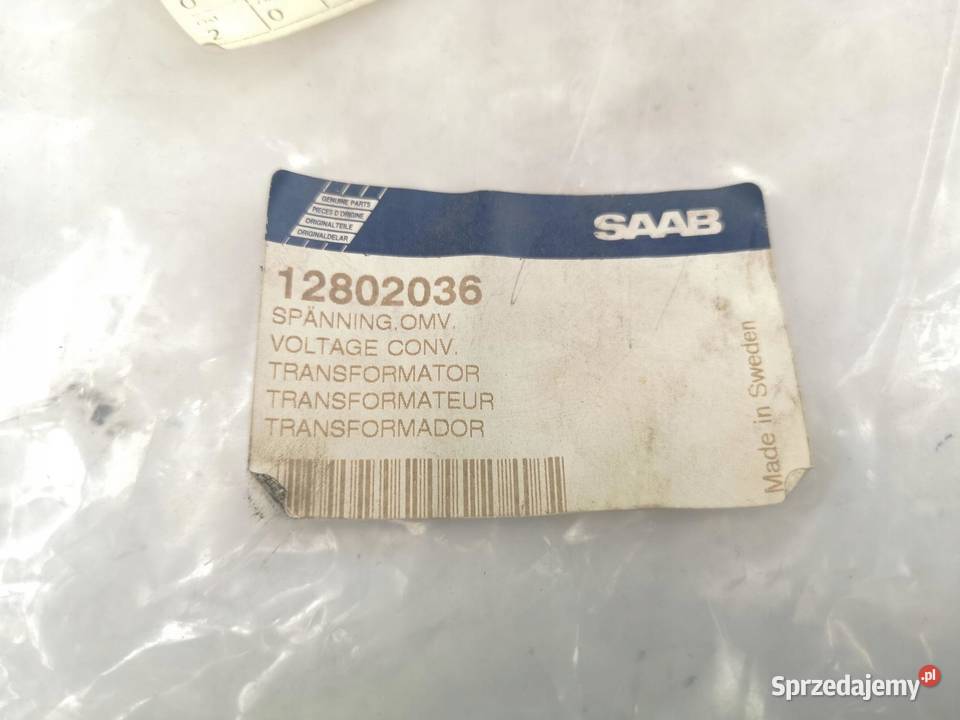 GENUINE PARTS
PIECES D'ORIGINE
ORIGINALTEILE
ORIGINALDELAR
SAAB
12802036
SPÄNNING.OMV.
VOLTAGE CONV.
TRANSFORMATOR
TRANSFORMATEUR
TRANSFORMADOR
Made in Sweden
Sprzedajemy.pl